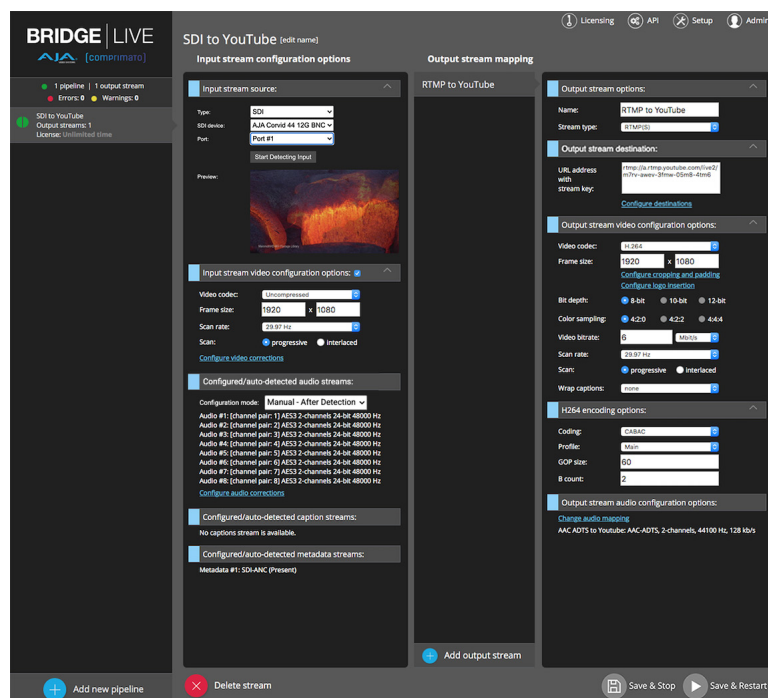 Licensing
API
Setup
Admin
BRIDGE | LIVE
AJA [comprimato]
1 pipeline | 1 output stream
Errors: 0 Warnings: 0
SDI to YouTube
Output streams: 1
License: Unlimited time
Add new pipeline
SDI to YouTube [edit name]
Input stream configuration options
Input stream source:
Type: SDI
SDI device: AJA Corvid 44 12G BNC
Port: Port #1
Start Detecting Input
Preview:
Input stream video configuration options:
Video codec: Uncompressed
Frame size: 1920 x 1080
Scan rate: 29.97 Hz
Scan: progressive interlaced
Configure video corrections
Configured/auto-detected audio streams:
Configuration mode: Manual - After Detection
Audio #1: [channel pair: 1] AES3 2-channels 24-bit 48000 Hz
Audio #2: [channel pair: 2] AES3 2-channels 24-bit 48000 Hz
Audio #3: [channel pair: 3] AES3 2-channels 24-bit 48000 Hz
Audio #4: [channel pair: 4] AES3 2-channels 24-bit 48000 Hz
Audio #5: [channel pair: 5] AES3 2-channels 24-bit 48000 Hz
Audio #6: [channel pair: 6] AES3 2-channels 24-bit 48000 Hz
Audio #7: [channel pair: 7] AES3 2-channels 24-bit 48000 Hz
Audio #8: [channel pair: 8] AES3 2-channels 24-bit 48000 Hz
Configure audio corrections
Configured/auto-detected caption streams:
No captions stream is available.
Configured/auto-detected metadata streams:
Metadata #1: SDI-ANC (Present)
Delete stream
Output stream mapping
RTMP to YouTube
Add output stream
Output stream options:
Name: RTMP to YouTube
Stream type: RTMP(S)
Output stream destination:
URL address
with
stream key:
rtmp://a.rtmp.youtube.com/live2/
m7rv-awev-3fmw-05m8-4tm6
Configure destinations
Output stream video configuration options:
Video codec: H.264
Frame size: 1920 x 1080
Configure cropping and padding
Configure logo insertion
Bit depth: 8-bit 10-bit 12-bit
Color sampling: 4:2:0 4:2:2 4:4:4
Video bitrate: 6 Mbit/s
Scan rate: 29.97 Hz
Scan: progressive interlaced
Wrap captions: none
H264 encoding options:
Coding: CABAC
Profile: Main
GOP size: 60
B count: 2
Output stream audio configuration options:
Change audio mapping
AAC ADTS to Youtube: AAC-ADTS, 2-channels, 44100 Hz, 128 kb/s
Save & Stop
Save & Restart